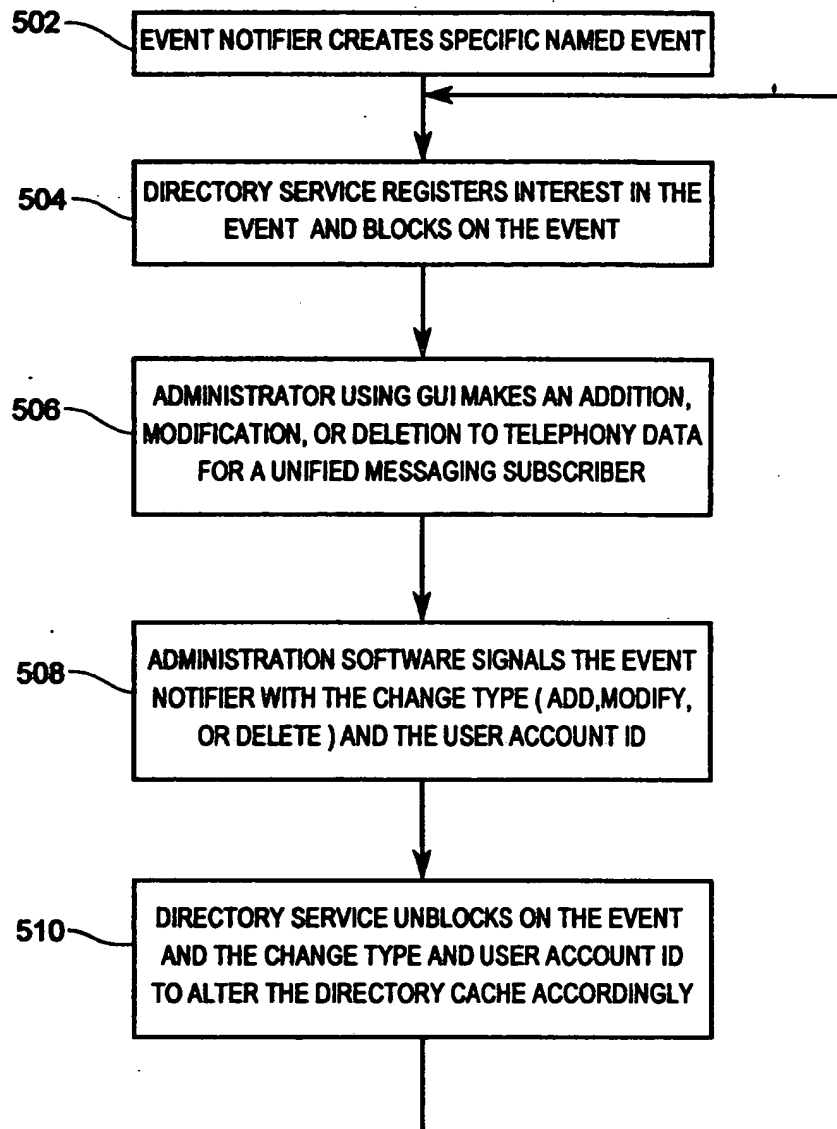 502
EVENT NOTIFIER CREATES SPECIFIC NAMED EVENT
504
DIRECTORY SERVICE REGISTERS INTEREST IN THE
EVENT AND BLOCKS ON THE EVENT
506
ADMINISTRATOR USING GUI MAKES AN ADDITION,
MODIFICATION, OR DELETION TO TELEPHONY DATA
FOR A UNIFIED MESSAGING SUBSCRIBER
508
ADMINISTRATION SOFTWARE SIGNALS THE EVENT
NOTIFIER WITH THE CHANGE TYPE ( ADD,MODIFY,
OR DELETE ) AND THE USER ACCOUNT ID
510
DIRECTORY SERVICE UNBLOCKS ON THE EVENT
AND THE CHANGE TYPE AND USER ACCOUNT ID
TO ALTER THE DIRECTORY CACHE ACCORDINGLY